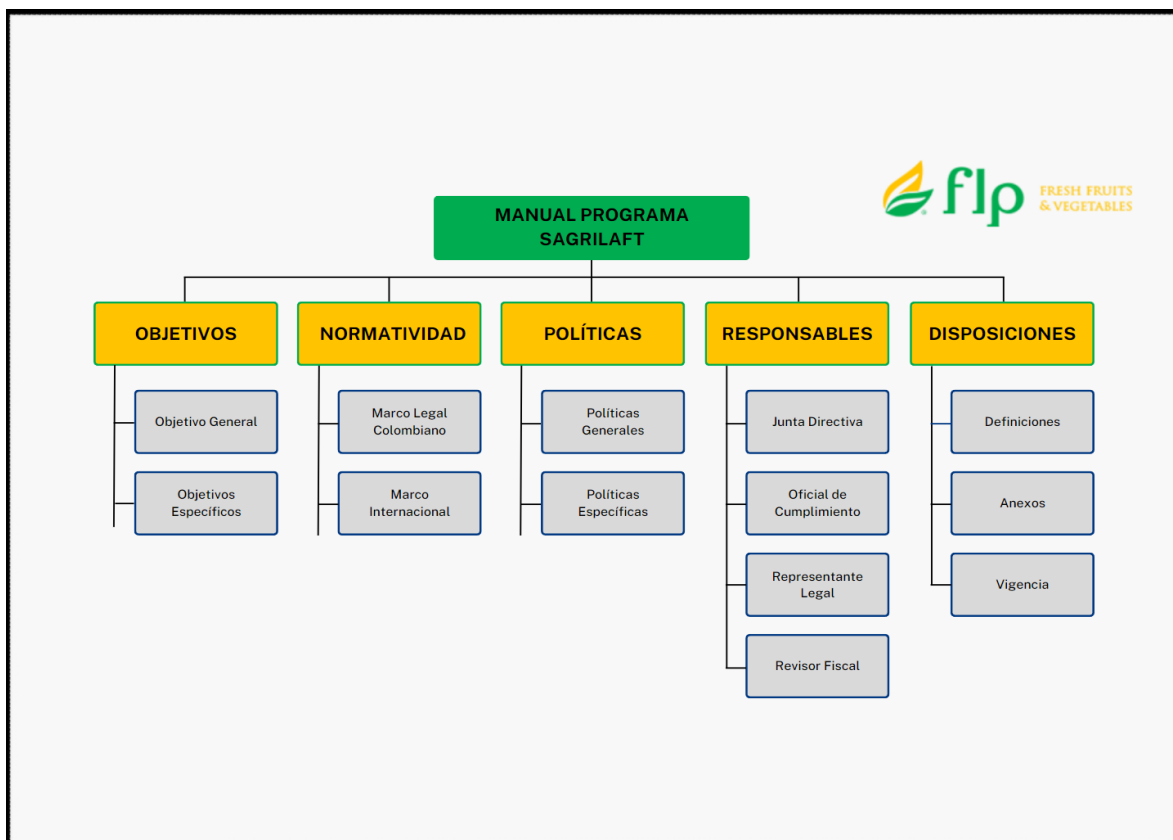 flp
FRESH FRUITS
& VEGETABLES
MANUAL PROGRAMA
SAGRILAFT
OBJETIVOS
Objetivo General
Objetivos
Específicos
NORMATIVIDAD
Marco Legal
Colombiano
Marco
Internacional
POLÍTICAS
Políticas
Generales
Políticas
Específicas
RESPONSABLES
Junta Directiva
Oficial de
Cumplimiento
Representante
Legal
Revisor Fiscal
DISPOSICIONES
Definiciones
Anexos
Vigencia